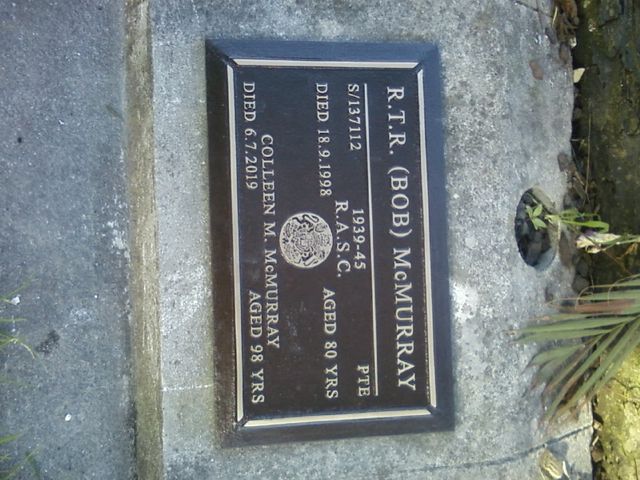 R.T.R. (BOB) McMURRAY
S/137112 1939-45 PTE
R.A.S.C.
DIED 18.9.1998 AGED 80 YRS
COLLEEN M. McMURRAY
DIED 6.7.2019 AGED 98 YRS